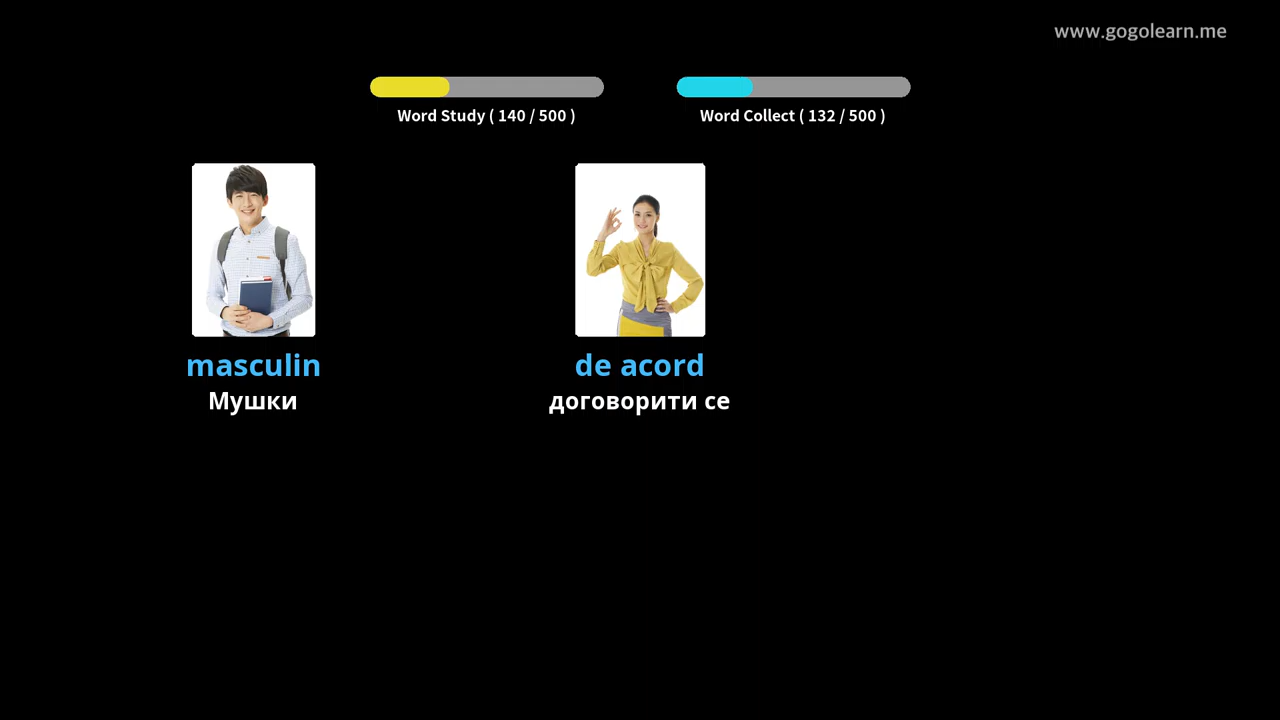 www.gogolearn.me
Word Study ( 140 / 500 )
Word Collect ( 132 / 500 )
masculin
Мушки
de acord
договорити се